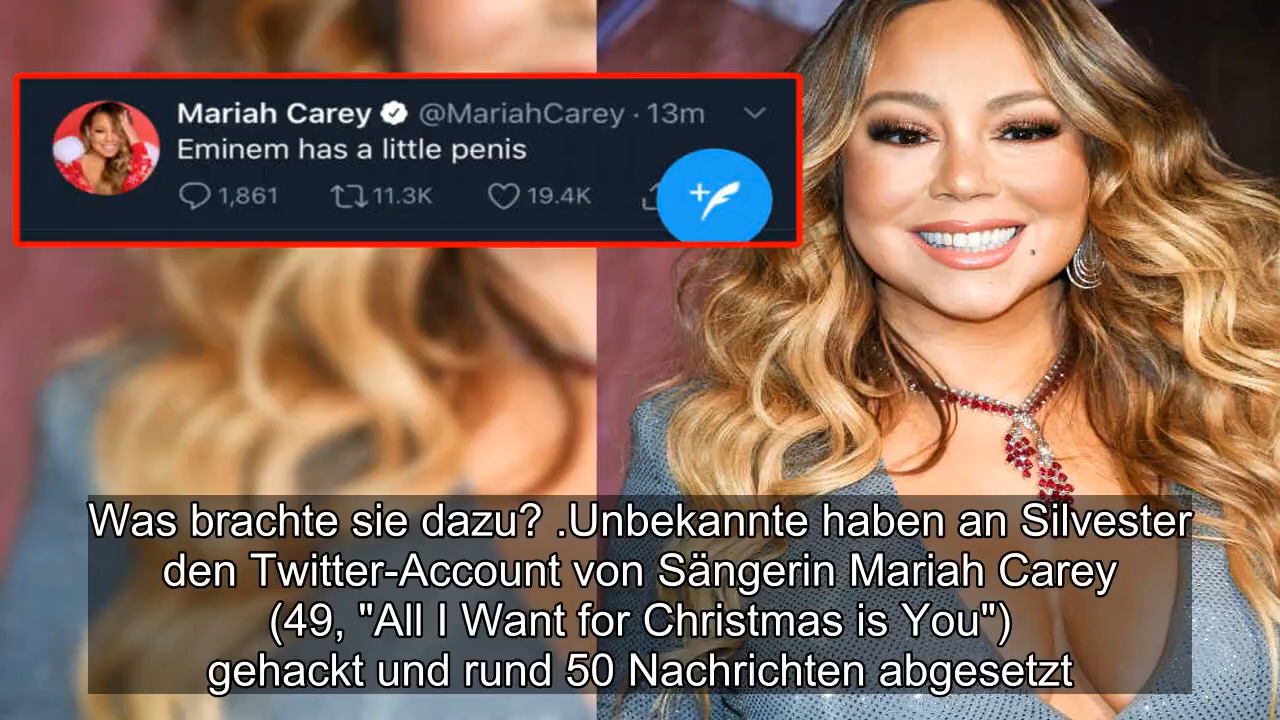 Mariah Carey @MariahCarey · 13m
Eminem has a little penis
1,861 11.3K 19.4K
Was brachte sie dazu? .Unbekannte haben an Silvester
den Twitter-Account von Sängerin Mariah Carey
(49, "All I Want for Christmas is You")
gehackt und rund 50 Nachrichten abgesetzt